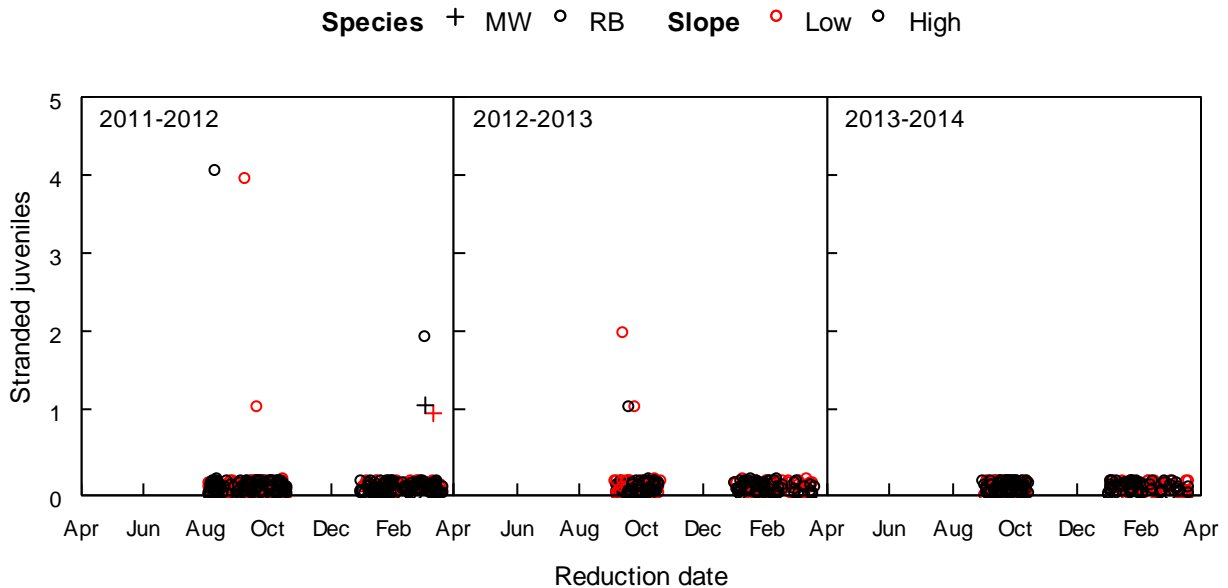 Species MW RB Slope Low High
5
4
3
2
1
0
Stranded juveniles
2011-2012
2012-2013
2013-2014
Apr Jun Aug Oct Dec Feb Apr Jun Aug Oct Dec Feb Apr Jun Aug Oct Dec Feb Apr
Reduction date